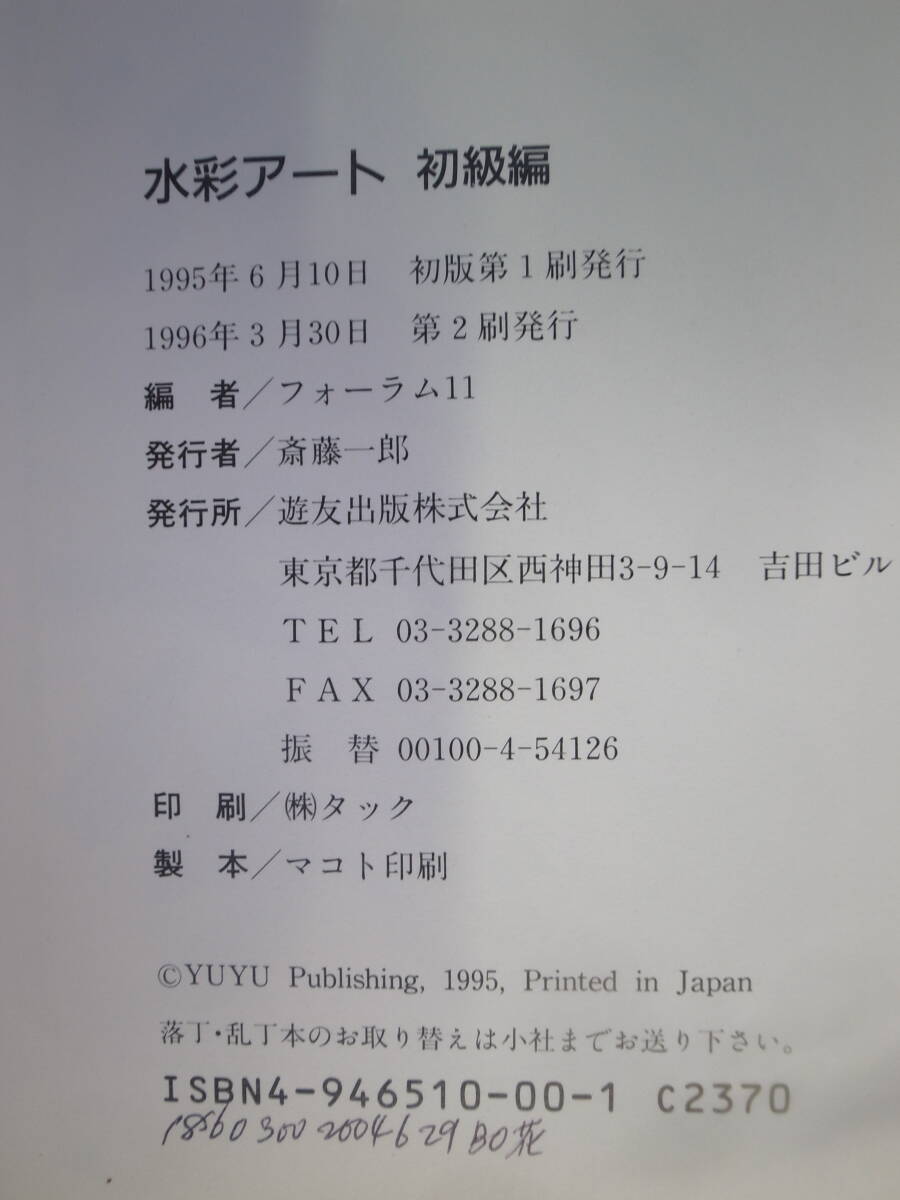 水彩アート 初級編
1995年6月10日 初版第1刷発行
1996年3月30日 第2刷発行
編 者／フォーラム11
発行者／斎藤一郎
発行所／遊友出版株式会社
東京都千代田区西神田3-9-14 吉田ビル
TEL 03-3288-1696
FAX 03-3288-1697
振 替 00100-4-54126
印 刷／㈱タック
製 本／マコト印刷
©YUYU Publishing, 1995, Printed in Japan
落丁・乱丁本のお取り替えは小社までお送り下さい。
ISBN4-946510-00-1 C2370
1860 300 2004 6 29 BO花